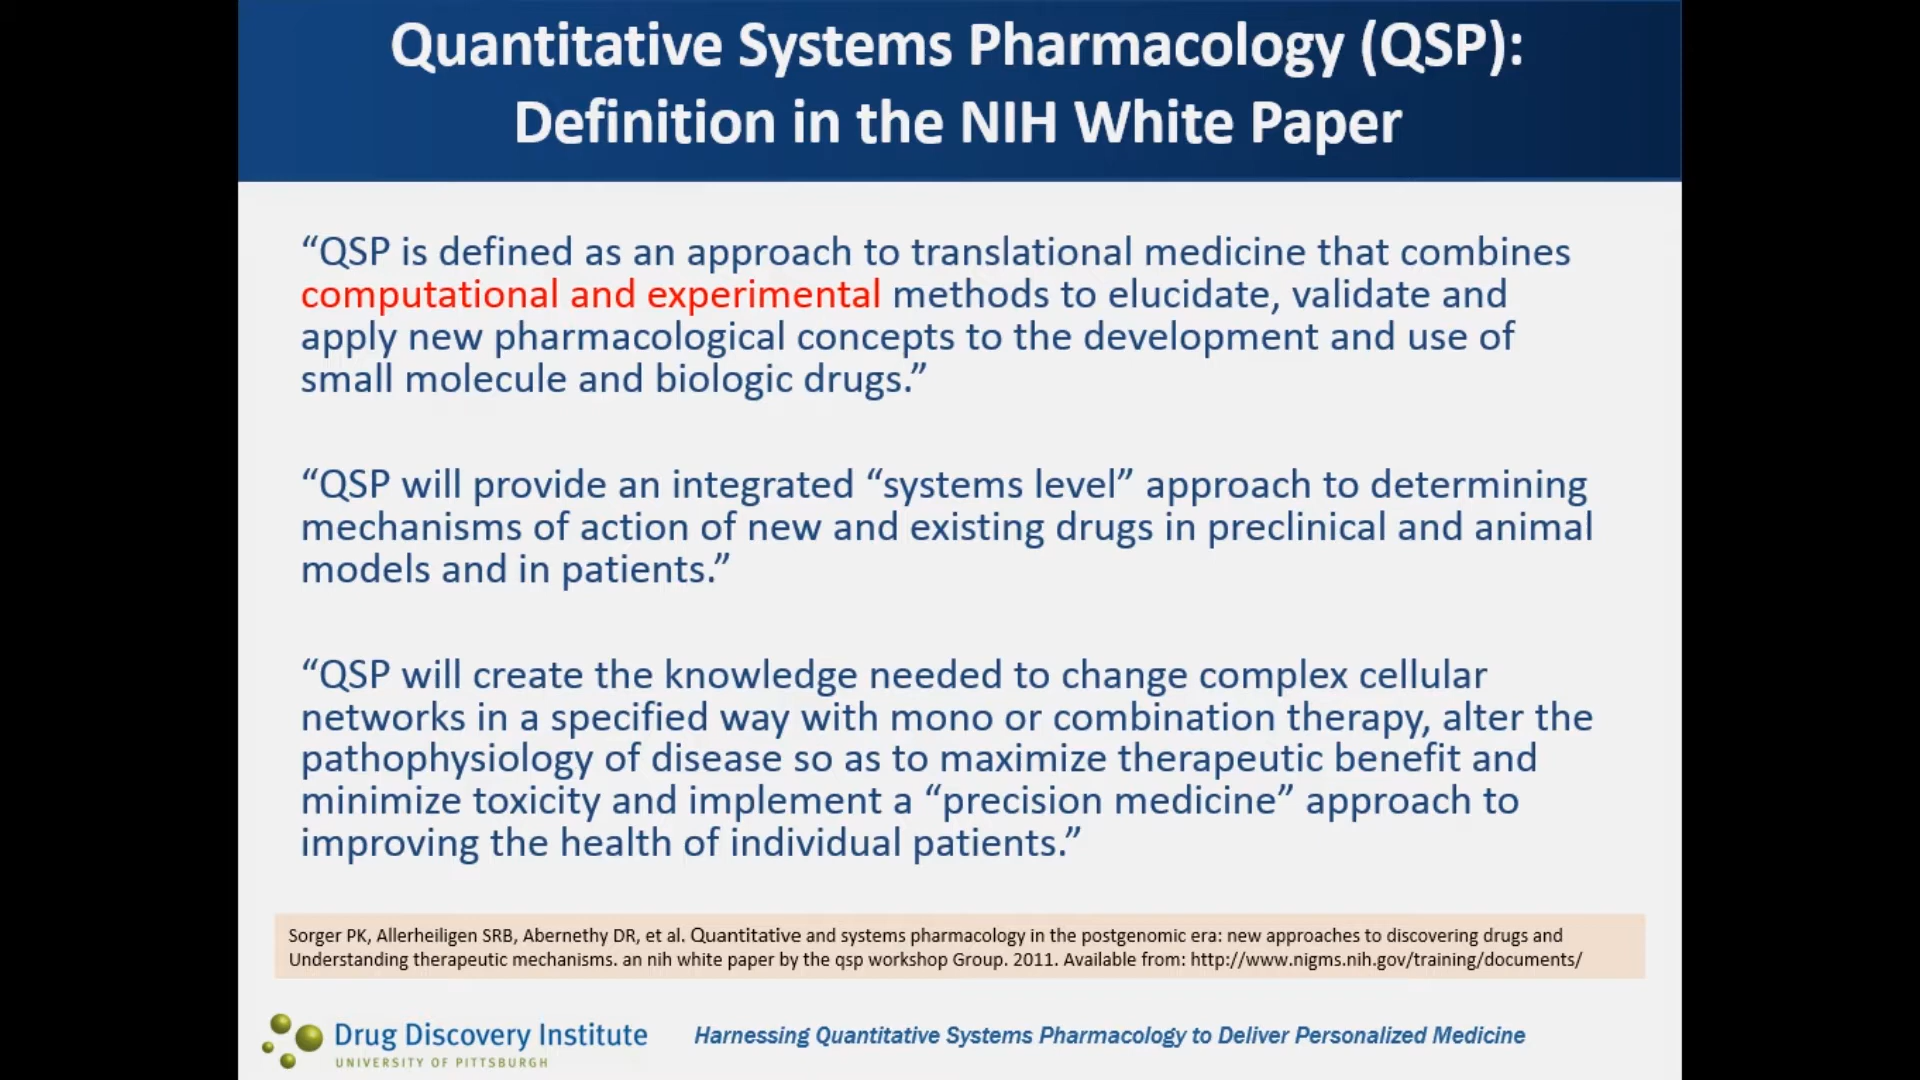 Quantitative Systems Pharmacology (QSP):
Definition in the NIH White Paper
“QSP is defined as an approach to translational medicine that combines
computational and experimental methods to elucidate, validate and
apply new pharmacological concepts to the development and use of
small molecule and biologic drugs.”
“QSP will provide an integrated “systems level” approach to determining
mechanisms of action of new and existing drugs in preclinical and animal
models and in patients.”
“QSP will create the knowledge needed to change complex cellular
networks in a specified way with mono or combination therapy, alter the
pathophysiology of disease so as to maximize therapeutic benefit and
minimize toxicity and implement a “precision medicine” approach to
improving the health of individual patients.”
Sorger PK, Allerheiligen SRB, Abernethy DR, et al. Quantitative and systems pharmacology in the postgenomic era: new approaches to discovering drugs and
Understanding therapeutic mechanisms. an nih white paper by the qsp workshop Group. 2011. Available from: http://www.nigms.nih.gov/training/documents/
Drug Discovery Institute
UNIVERSITY OF PITTSBURGH
Harnessing Quantitative Systems Pharmacology to Deliver Personalized Medicine